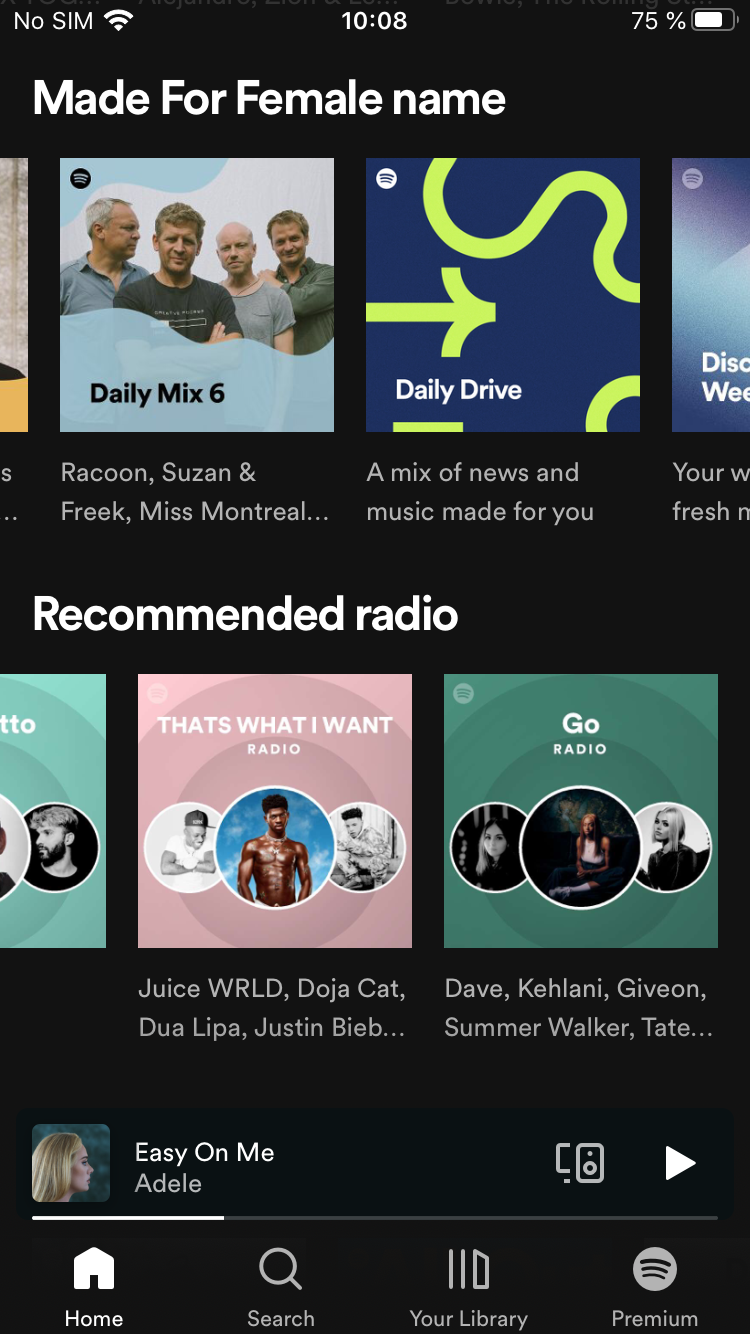 No SIM 10:08 75 %
Made For Female name
Daily Mix 6
Daily Drive
Disc
Wee
s
Racoon, Suzan &
Freek, Miss Montreal...
A mix of news and
music made for you
Your w
fresh m
Recommended radio
tto
THATS WHAT I WANT
RADIO
Go
RADIO
Juice WRLD, Doja Cat,
Dua Lipa, Justin Bieb...
Dave, Kehlani, Giveon,
Summer Walker, Tate...
Easy On Me
Adele
Home Search Your Library Premium